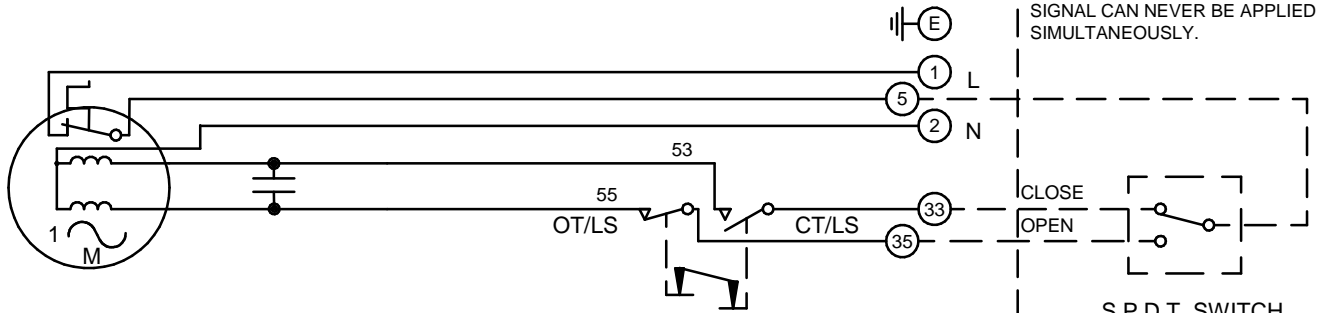 SIGNAL CAN NEVER BE APPLIED
SIMULTANEOUSLY.
E
1 L
5
2 N
53
55
OT/LS
CT/LS
33
35
CLOSE
OPEN
1
M
S.P.D.T. SWITCH